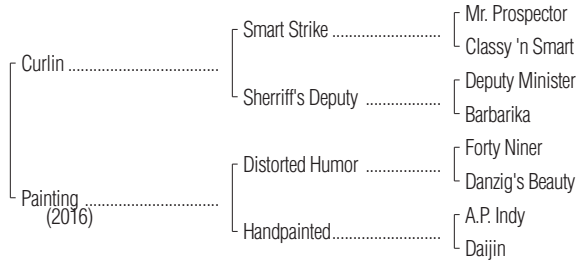 Mr. Prospector
Smart Strike ........................
Classy 'n Smart
Curlin .................................
Deputy Minister
Sherriff's Deputy .................
Barbarika
Forty Niner
Distorted Humor .................
Danzig's Beauty
Painting .............................
(2016)
A.P. Indy
Handpainted........................
Daijin